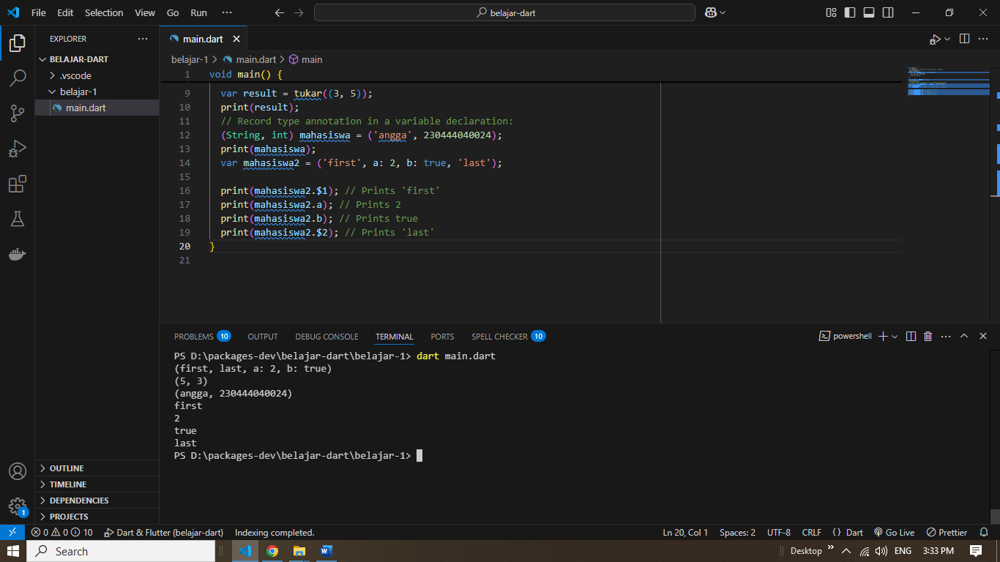 File Edit Selection View Go Run ··· belajar-dart
EXPLORER ···
BELAJAR-DART
.vscode
belajar-1
main.dart
OUTLINE
TIMELINE
DEPENDENCIES
PROJECTS
main.dart
belajar-1 > main.dart > main
1 void main() {
9 var result = tukar((3, 5));
10 print(result);
11 // Record type annotation in a variable declaration:
12 (String, int) mahasiswa = ('angga', 230444040024);
13 print(mahasiswa);
14 var mahasiswa2 = ('first', a: 2, b: true, 'last');
15
16 print(mahasiswa2.$1); // Prints 'first'
17 print(mahasiswa2.a); // Prints 2
18 print(mahasiswa2.b); // Prints true
19 print(mahasiswa2.$2); // Prints 'last'
20 }
21
PROBLEMS 10 OUTPUT DEBUG CONSOLE TERMINAL PORTS SPELL CHECKER 10 powershell
PS D:\packages-dev\belajar-dart\belajar-1> dart main.dart
(first, last, a: 2, b: true)
(5, 3)
(angga, 230444040024)
first
2
true
last
PS D:\packages-dev\belajar-dart\belajar-1>
1
0 0 10 Dart & Flutter (belajar-dart) Indexing completed. Ln 20, Col 1 Spaces: 2 UTF-8 CRLF {} Dart Go Live Prettier
Search Desktop » ENG 3:33 PM